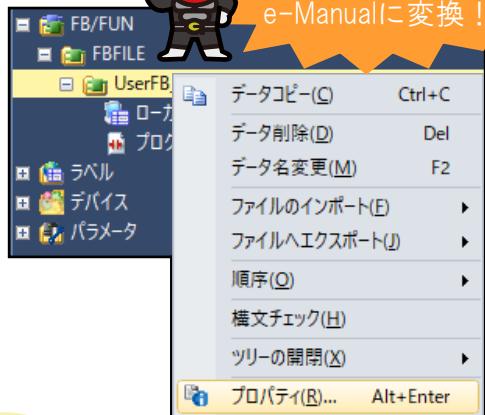 e-Manualに変換!
FB/FUN
FBFILE
UserFB_
ローカ
プログ
ラベル
デバイス
パラメータ
データコピー(C) Ctrl+C
データ削除(D) Del
データ名変更(M) F2
ファイルのインポート(F)
ファイルへエクスポート(J)
順序(O)
構文チェック(H)
ツリーの開閉(X)
プロパティ(R)... Alt+Enter